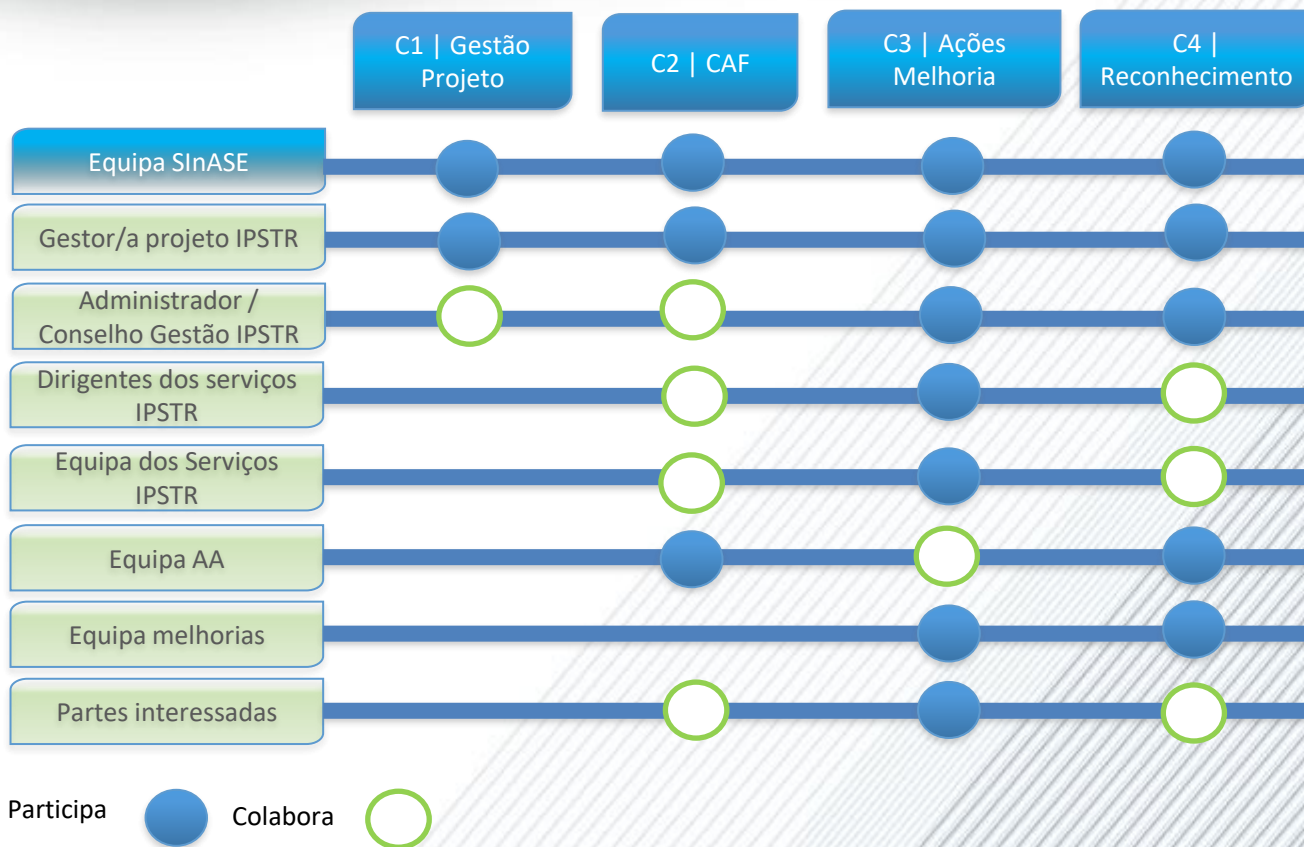 C1 | Gestão
Projeto
C2 | CAF
C3 | Ações
Melhoria
C4 |
Reconhecimento
Equipa SInASE
Gestor/a projeto IPSTR
Administrador /
Conselho Gestão IPSTR
Dirigentes dos serviços
IPSTR
Equipa dos Serviços
IPSTR
Equipa AA
Equipa melhorias
Partes interessadas
Participa
Colabora